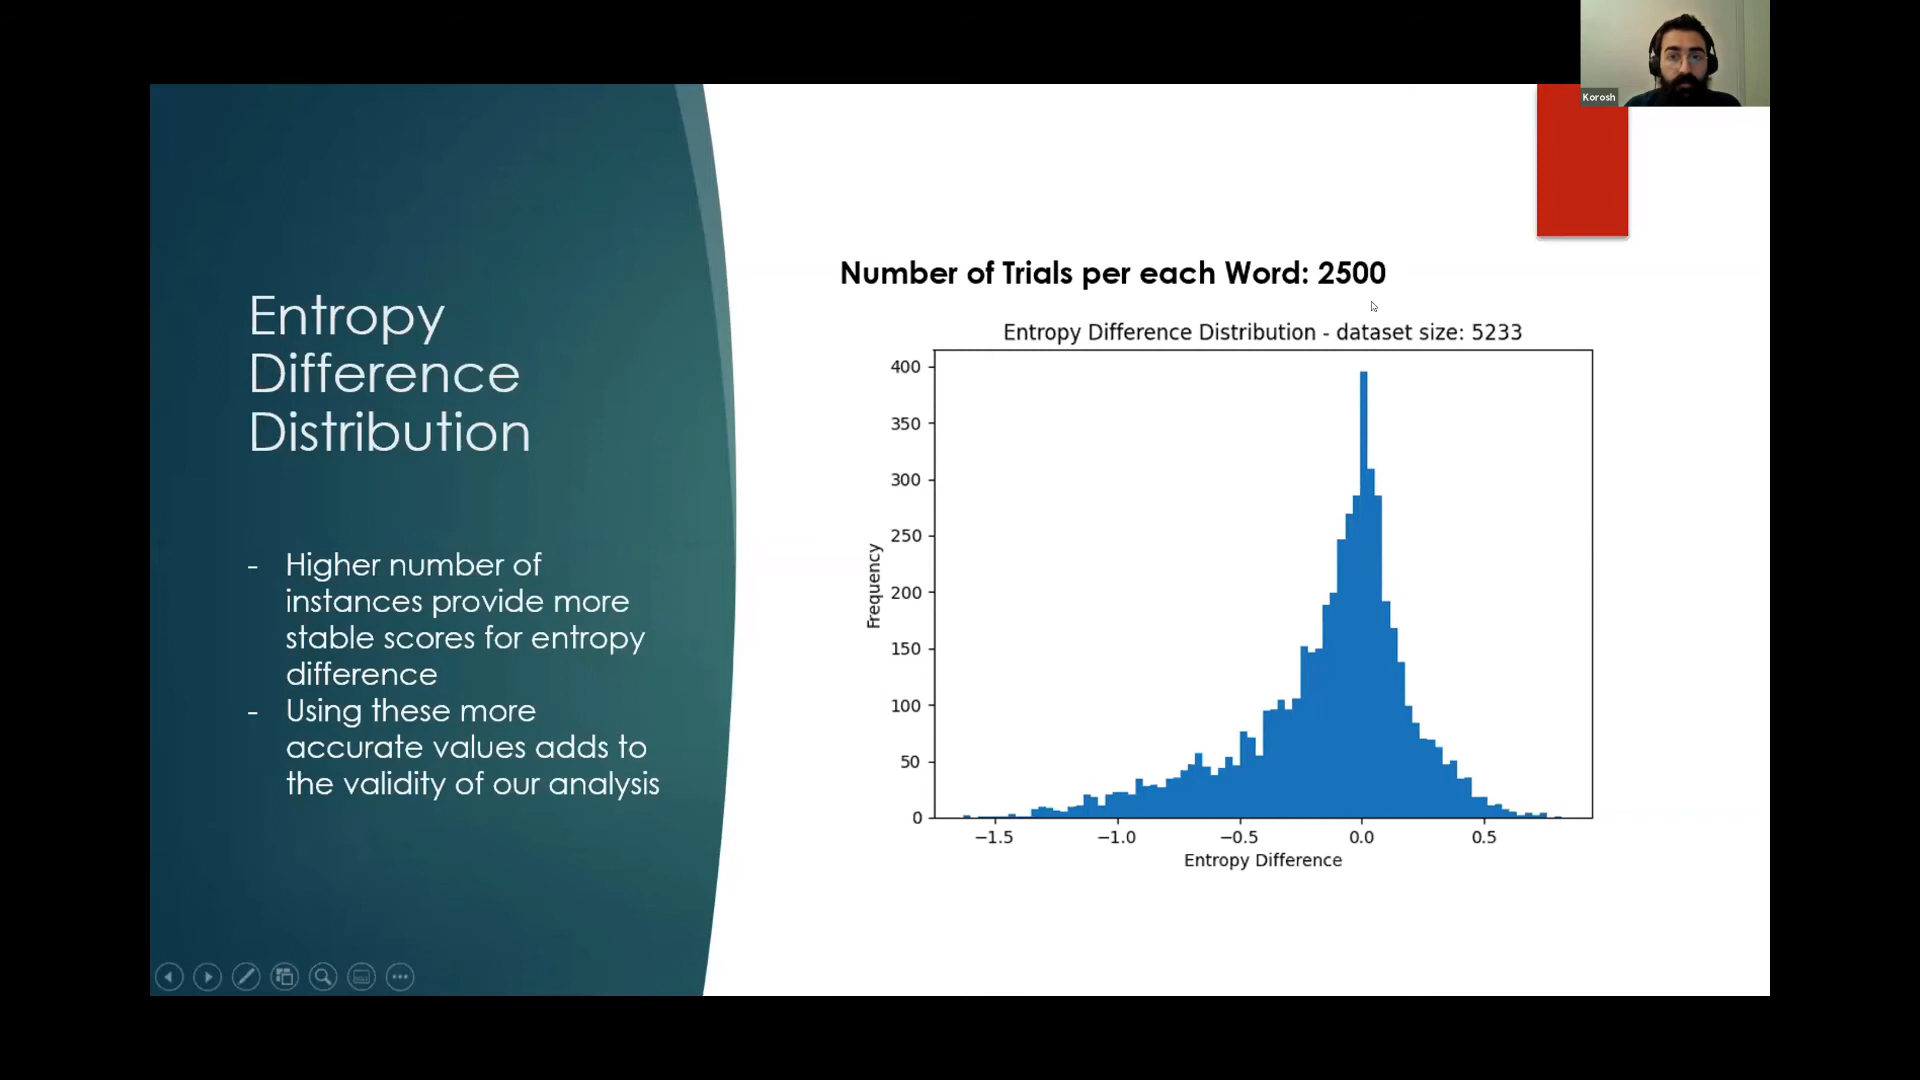 Korosh
Entropy
Difference
Distribution
- Higher number of
instances provide more
stable scores for entropy
difference
- Using these more
accurate values adds to
the validity of our analysis
Number of Trials per each Word: 2500
Entropy Difference Distribution - dataset size: 5233
400
350
300
250
200
150
100
50
0
Frequency
−1.5 −1.0 −0.5 0.0 0.5
Entropy Difference